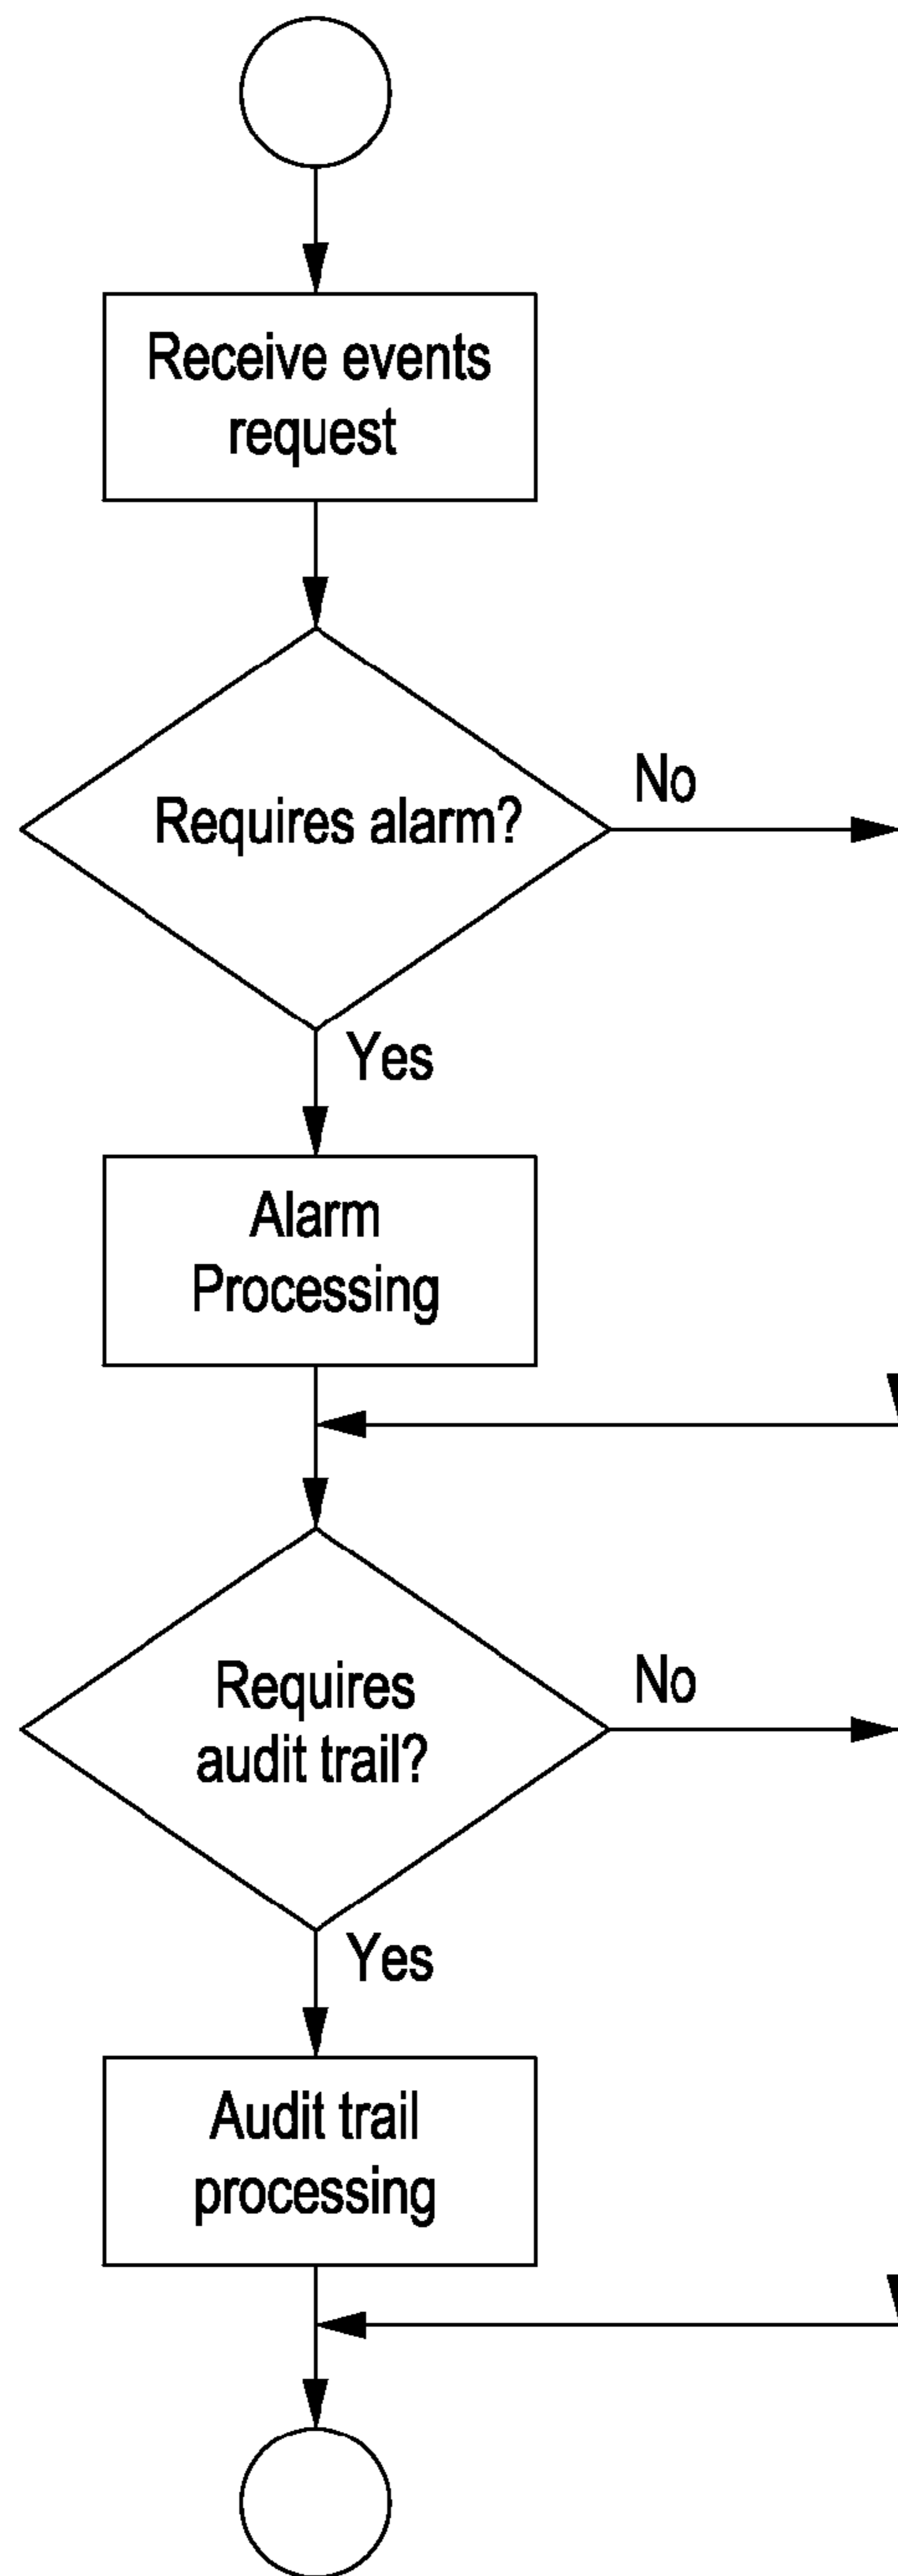 Receive events
request
Requires alarm?
No
Yes
Alarm
Processing
Requires
audit trail?
No
Yes
Audit trail
processing